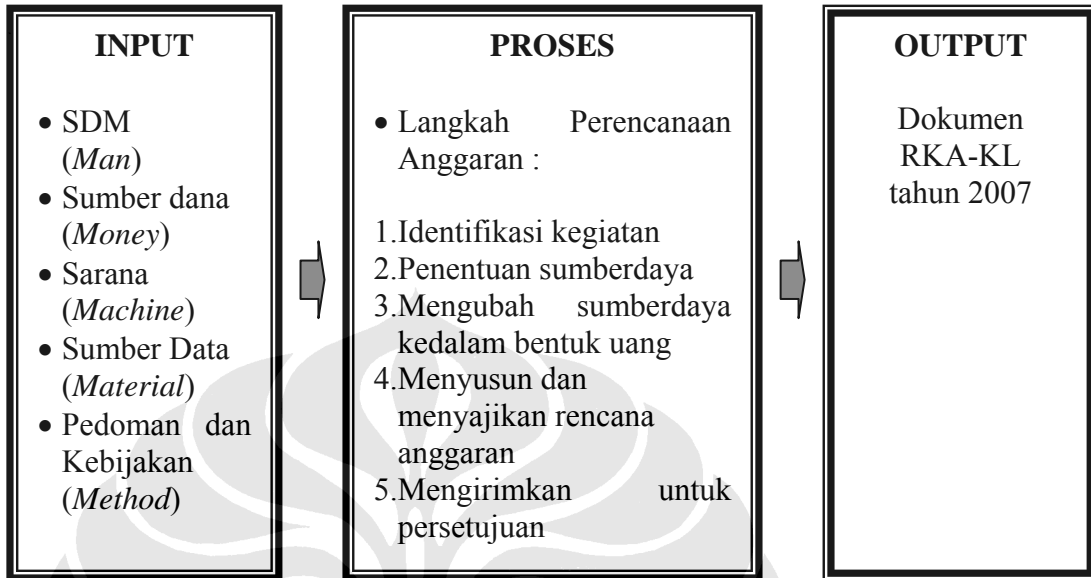 INPUT
• SDM
(Man)
• Sumber dana
(Money)
• Sarana
(Machine)
• Sumber Data
(Material)
• Pedoman dan
Kebijakan
(Method)
PROSES
• Langkah Perencanaan
Anggaran :
1.Identifikasi kegiatan
2.Penentuan sumberdaya
3.Mengubah sumberdaya
kedalam bentuk uang
4.Menyusun dan
menyajikan rencana
anggaran
5.Mengirimkan untuk
persetujuan
OUTPUT
Dokumen
RKA-KL
tahun 2007